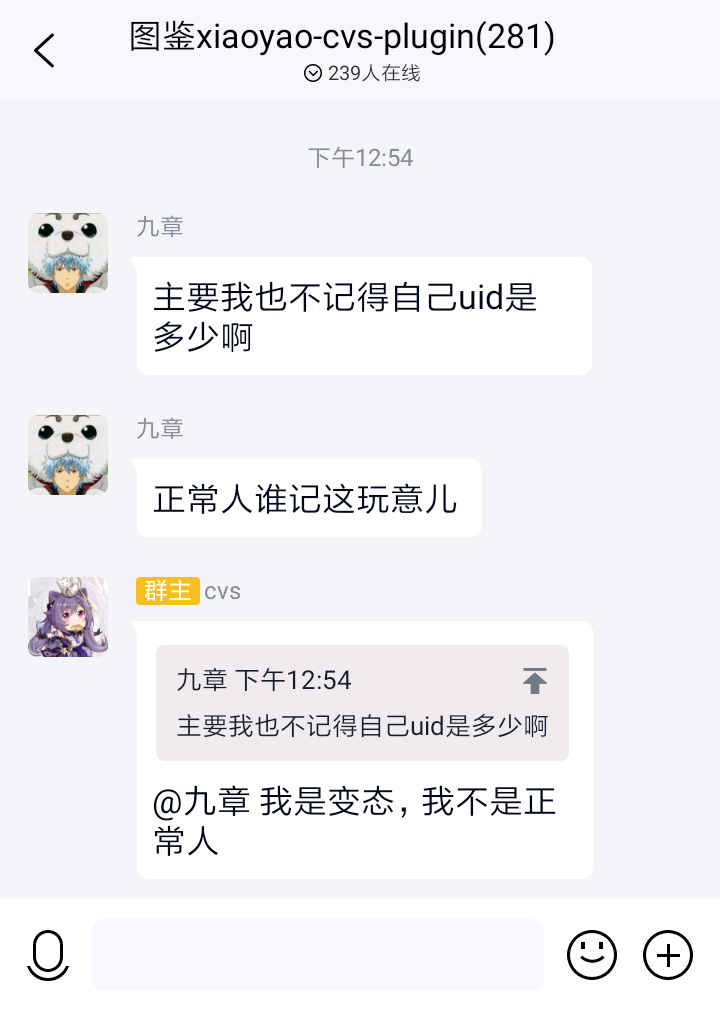 图鉴xiaoyao-cvs-plugin(281)
239人在线
下午12:54
九章
主要我也不记得自己uid是
多少啊
九章
正常人谁记这玩意儿
群主 cvs
九章 下午12:54
主要我也不记得自己uid是多少啊
@九章 我是变态，我不是正
常人